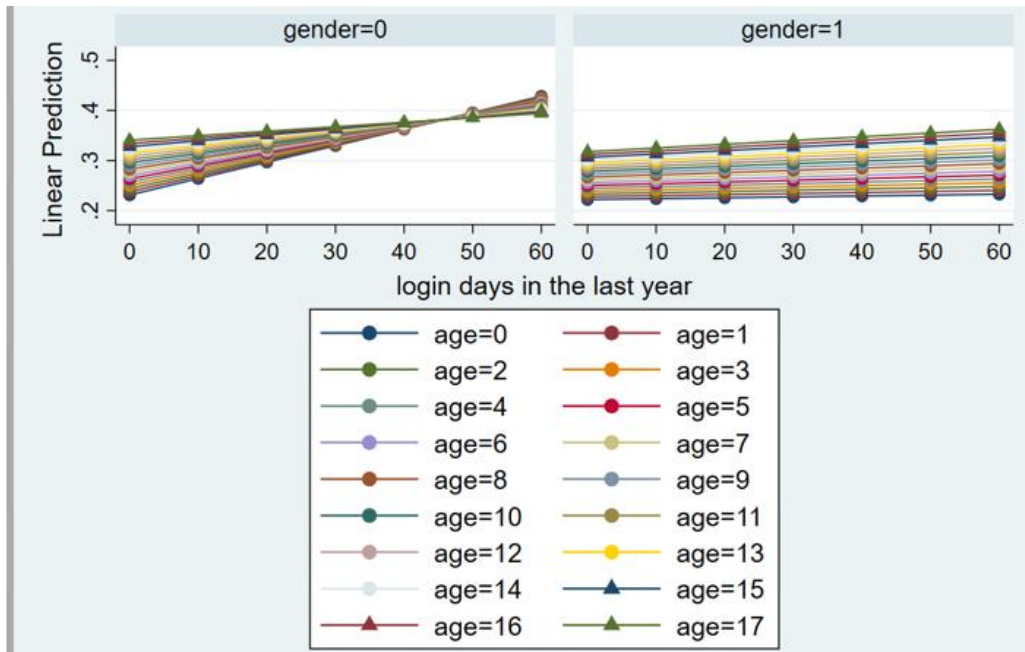 gender=0 gender=1
Linear Prediction
.5
.4
.3
.2
0 10 20 30 40 50 60 0 10 20 30 40 50 60
login days in the last year
age=0 age=1
age=2 age=3
age=4 age=5
age=6 age=7
age=8 age=9
age=10 age=11
age=12 age=13
age=14 age=15
age=16 age=17